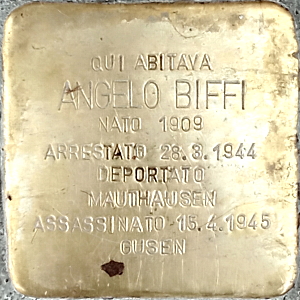 QUI ABITAVA
ANGELO BIFFI
NATO 1909
ARRESTATO 28.3.1944
DEPORTATO
MAUTHAUSEN
ASSASSINATO 15.4.1945
GUSEN